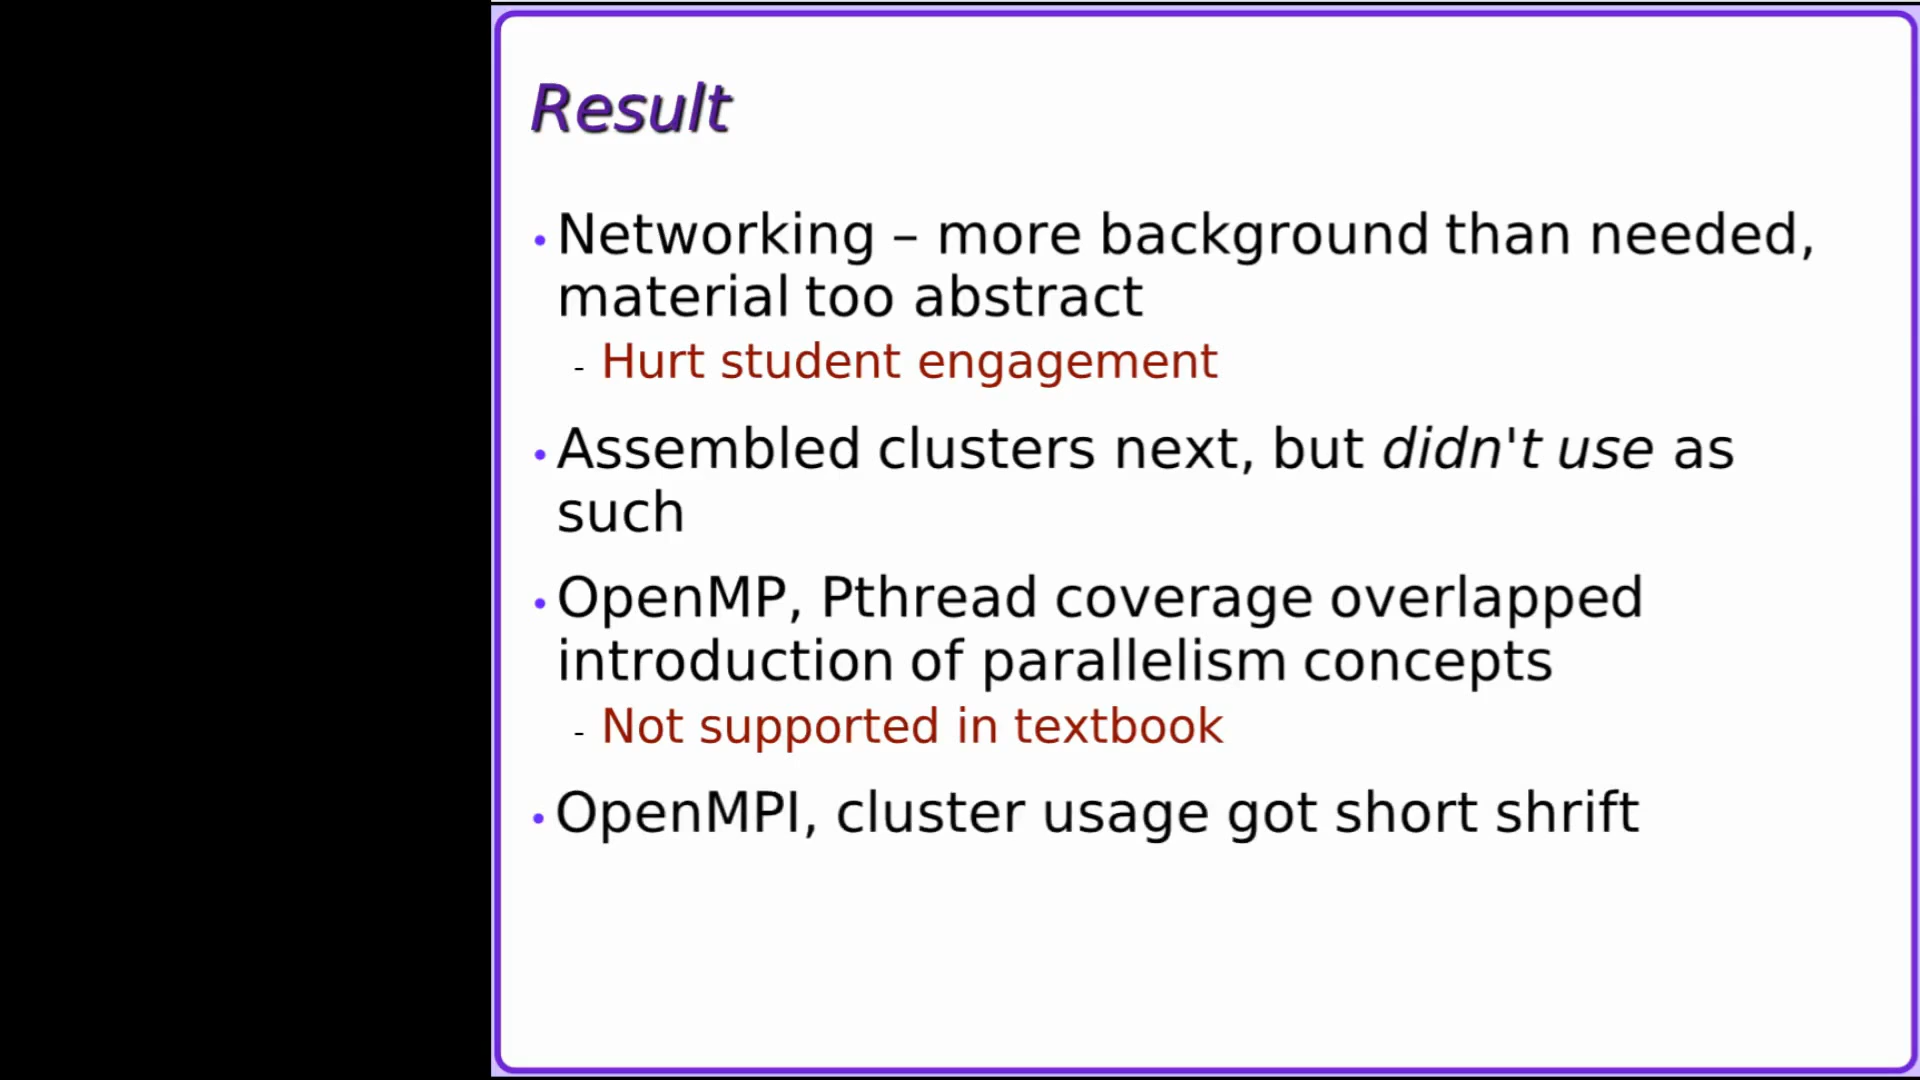 Result
• Networking – more background than needed,
material too abstract
- Hurt student engagement
• Assembled clusters next, but didn't use as
such
• OpenMP, Pthread coverage overlapped
introduction of parallelism concepts
- Not supported in textbook
• OpenMPI, cluster usage got short shrift